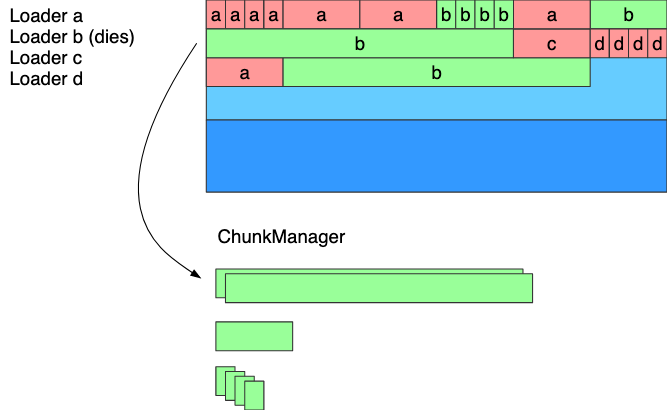 Loader a
Loader b (dies)
Loader c
Loader d
a a a a a a b b b b a b
b c d d d d
a b
ChunkManager